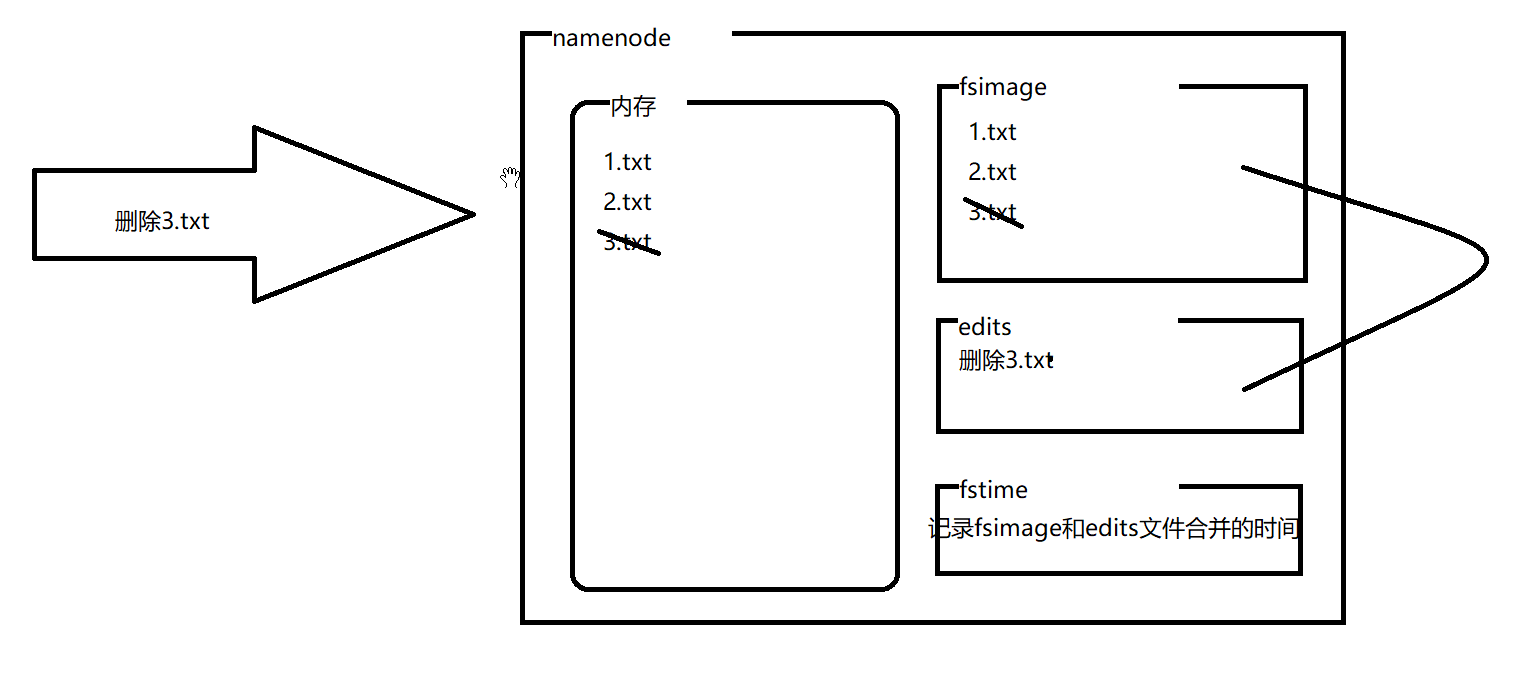 namenode
内存
1.txt
2.txt
3.txt
删除3.txt
fsimage
1.txt
2.txt
3.txt
edits
删除3.txt
fstime
记录fsimage和edits文件合并的时间